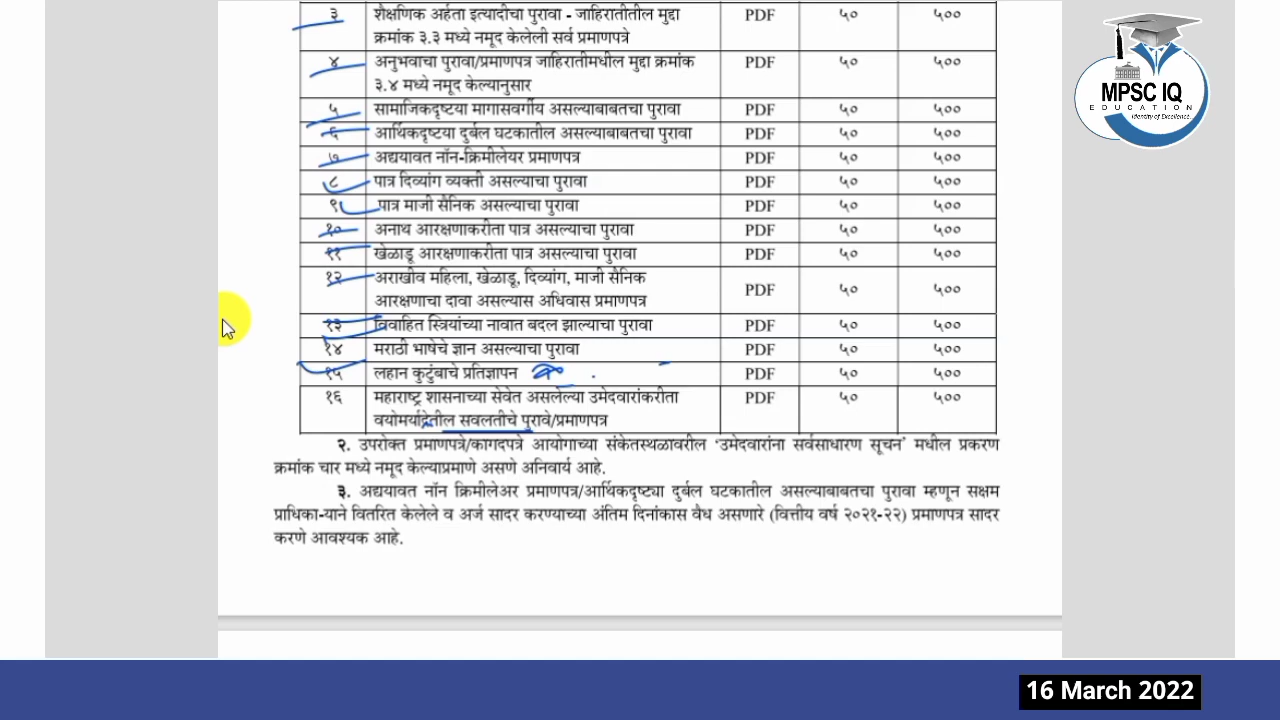 ३ शैक्षणिक अर्हता इत्यादीचा पुरावा - जाहिरातीतील मुद्दा PDF ५० ५००
क्रमांक ३.३ मध्ये नमूद केलेली सर्व प्रमाणपत्रे
४ अनुभवाचा पुरावा/प्रमाणपत्र जाहिरातीमधील मुद्दा क्रमांक PDF ५० ५००
३.४ मध्ये नमूद केल्यानुसार
५ सामाजिकदृष्टया मागासवर्गीय असल्याबाबतचा पुरावा PDF ५० ५००
६ आर्थिकदृष्टया दुर्बल घटकातील असल्याबाबतचा पुरावा PDF ५० ५००
७ अद्ययावत नॉन-क्रिमीलेयर प्रमाणपत्र PDF ५० ५००
८ पात्र दिव्यांग व्यक्ती असल्याचा पुरावा PDF ५० ५००
९ पात्र माजी सैनिक असल्याचा पुरावा PDF ५० ५००
१० अनाथ आरक्षणाकरीता पात्र असल्याचा पुरावा PDF ५० ५००
११ खेळाडू आरक्षणाकरीता पात्र असल्याचा पुरावा PDF ५० ५००
१२ अराखीव महिला, खेळाडू, दिव्यांग, माजी सैनिक
आरक्षणाचा दावा असल्यास अधिवास प्रमाणपत्र PDF ५० ५००
१३ विवाहित स्त्रियांच्या नावात बदल झाल्याचा पुरावा PDF ५० ५००
१४ मराठी भाषेचे ज्ञान असल्याचा पुरावा PDF ५० ५००
१५ लहान कुटुंबाचे प्रतिज्ञापन PDF ५० ५००
१६ महाराष्ट्र शासनाच्या सेवेत असलेल्या उमेदवारांकरीता PDF ५० ५००
वयोमर्यादेतील सवलतीचे पुरावे/प्रमाणपत्र
२. उपरोक्त प्रमाणपत्रे/कागदपत्रे आयोगाच्या संकेतस्थळावरील 'उमेदवारांना सर्वसाधारण सूचन' मधील प्रकरण
क्रमांक चार मध्ये नमूद केल्याप्रमाणे असणे अनिवार्य आहे.
३. अद्ययावत नॉन क्रिमीलेअर प्रमाणपत्र/आर्थिकदृष्ट्या दुर्बल घटकातील असल्याबाबतचा पुरावा म्हणून सक्षम
प्राधिका-याने वितरित केलेले व अर्ज सादर करण्याच्या अंतिम दिनांकास वैध असणारे (वित्तीय वर्ष २०२१-२२) प्रमाणपत्र सादर
करणे आवश्यक आहे.
MPSC IQ
EDUCATION
Identity of Excellence.
16 March 2022